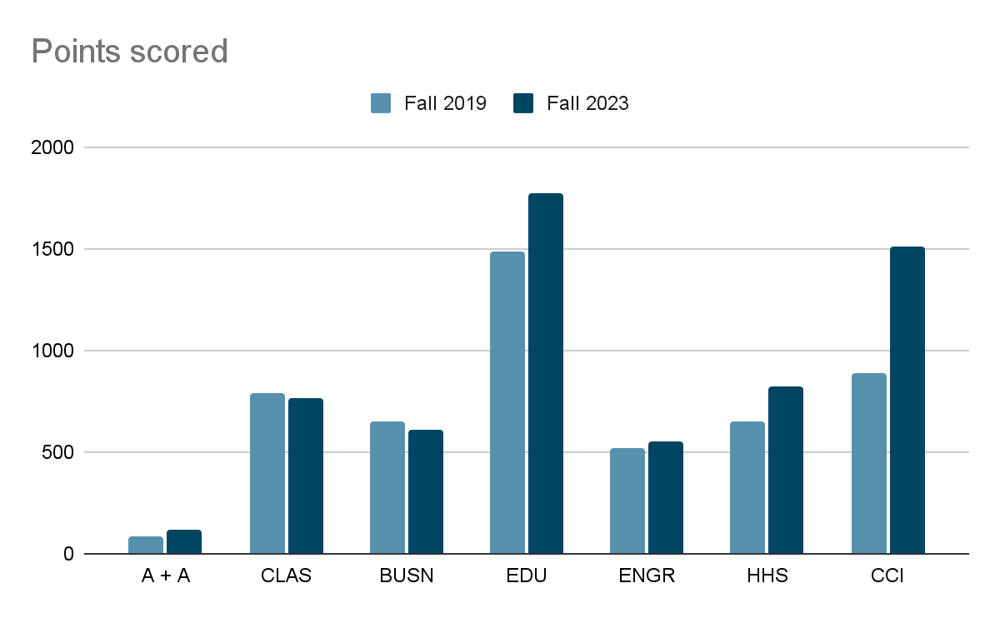 Points scored
Fall 2019 Fall 2023
2000
1500
1000
500
0
A + A CLAS BUSN EDU ENGR HHS CCI